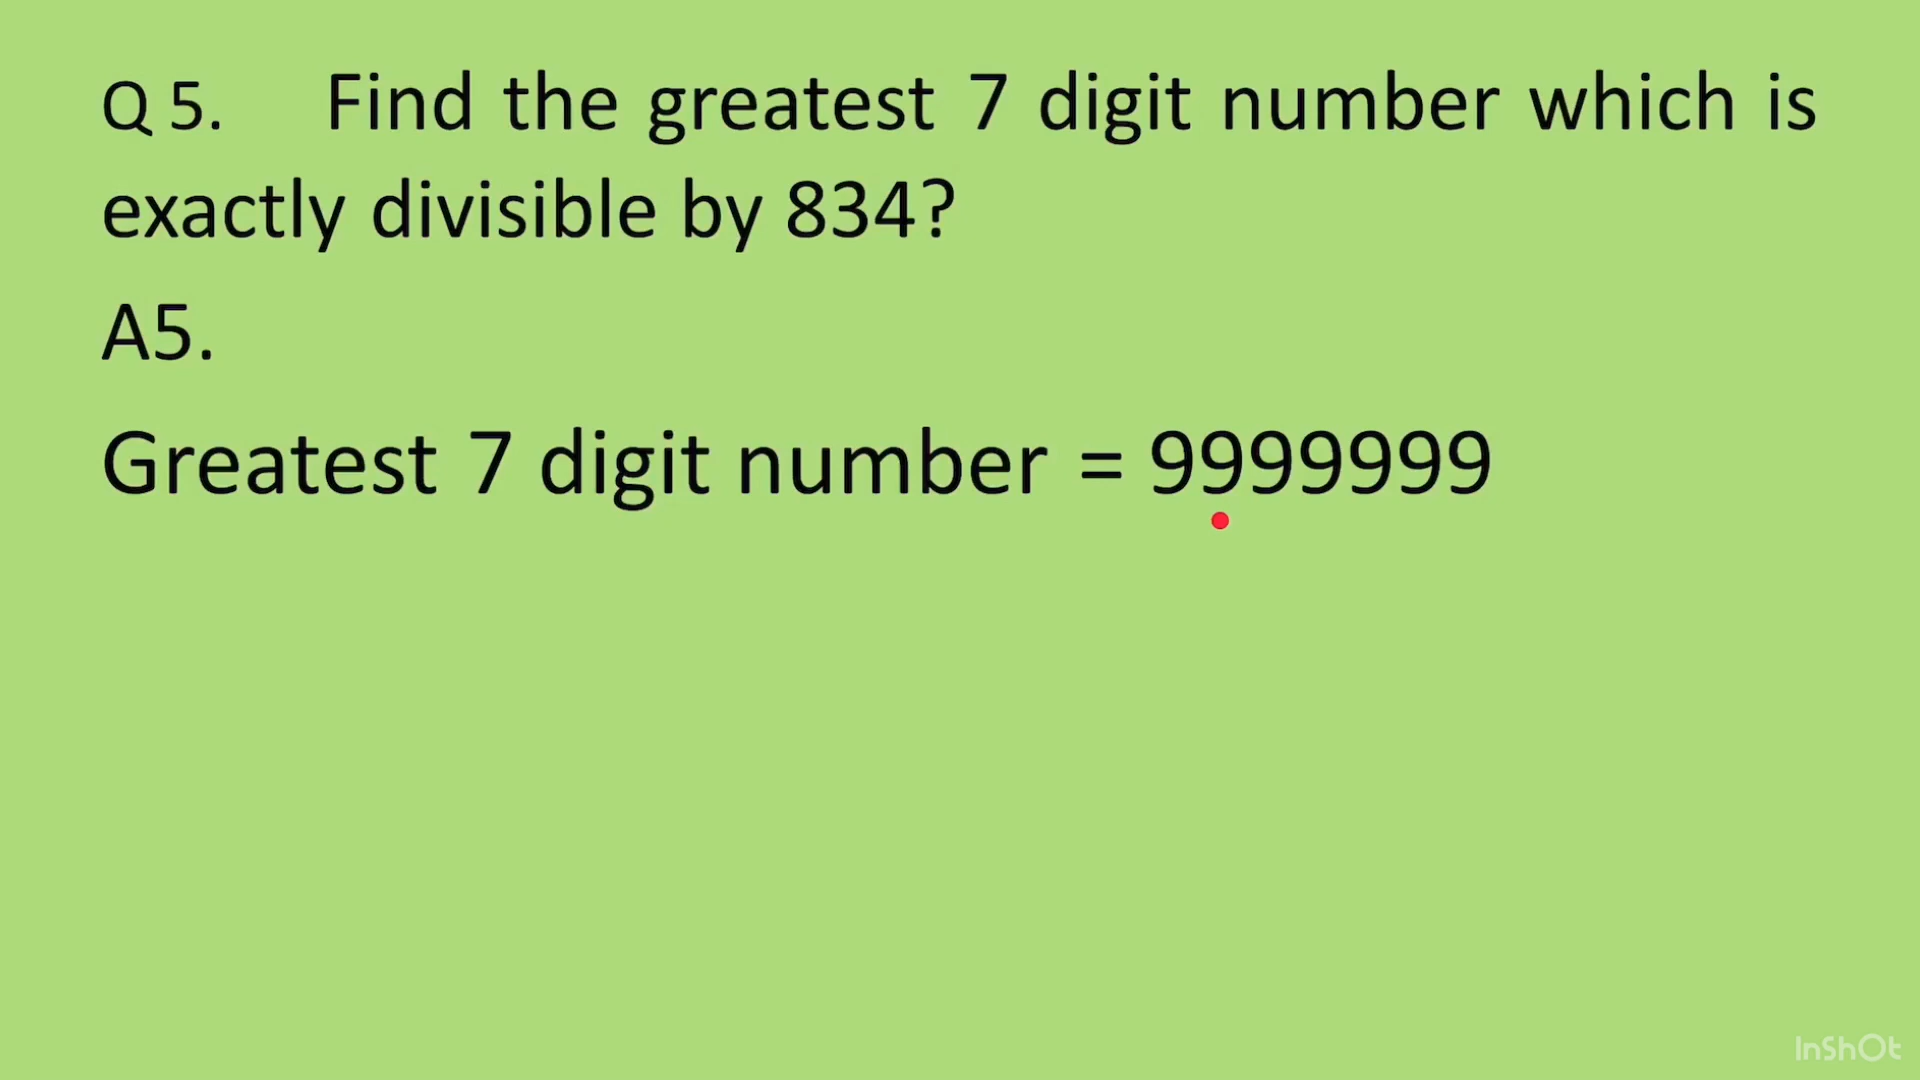 Q 5. Find the greatest 7 digit number which is
exactly divisible by 834?
A5.
Greatest 7 digit number = 9999999
InShOt